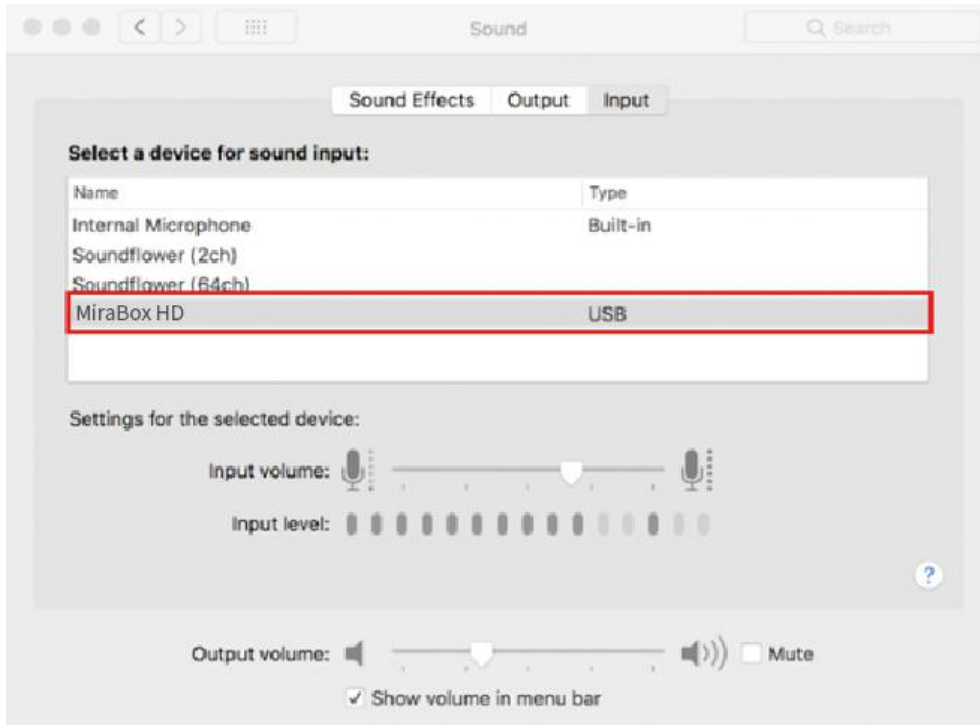 Sound
Search
Sound Effects Output Input
Select a device for sound input:
Name Type
Internal Microphone Built-in
Soundflower (2ch)
Soundflower (64ch)
MiraBox HD USB
Settings for the selected device:
Input volume:
Input level:
?
Output volume: Mute
Show volume in menu bar